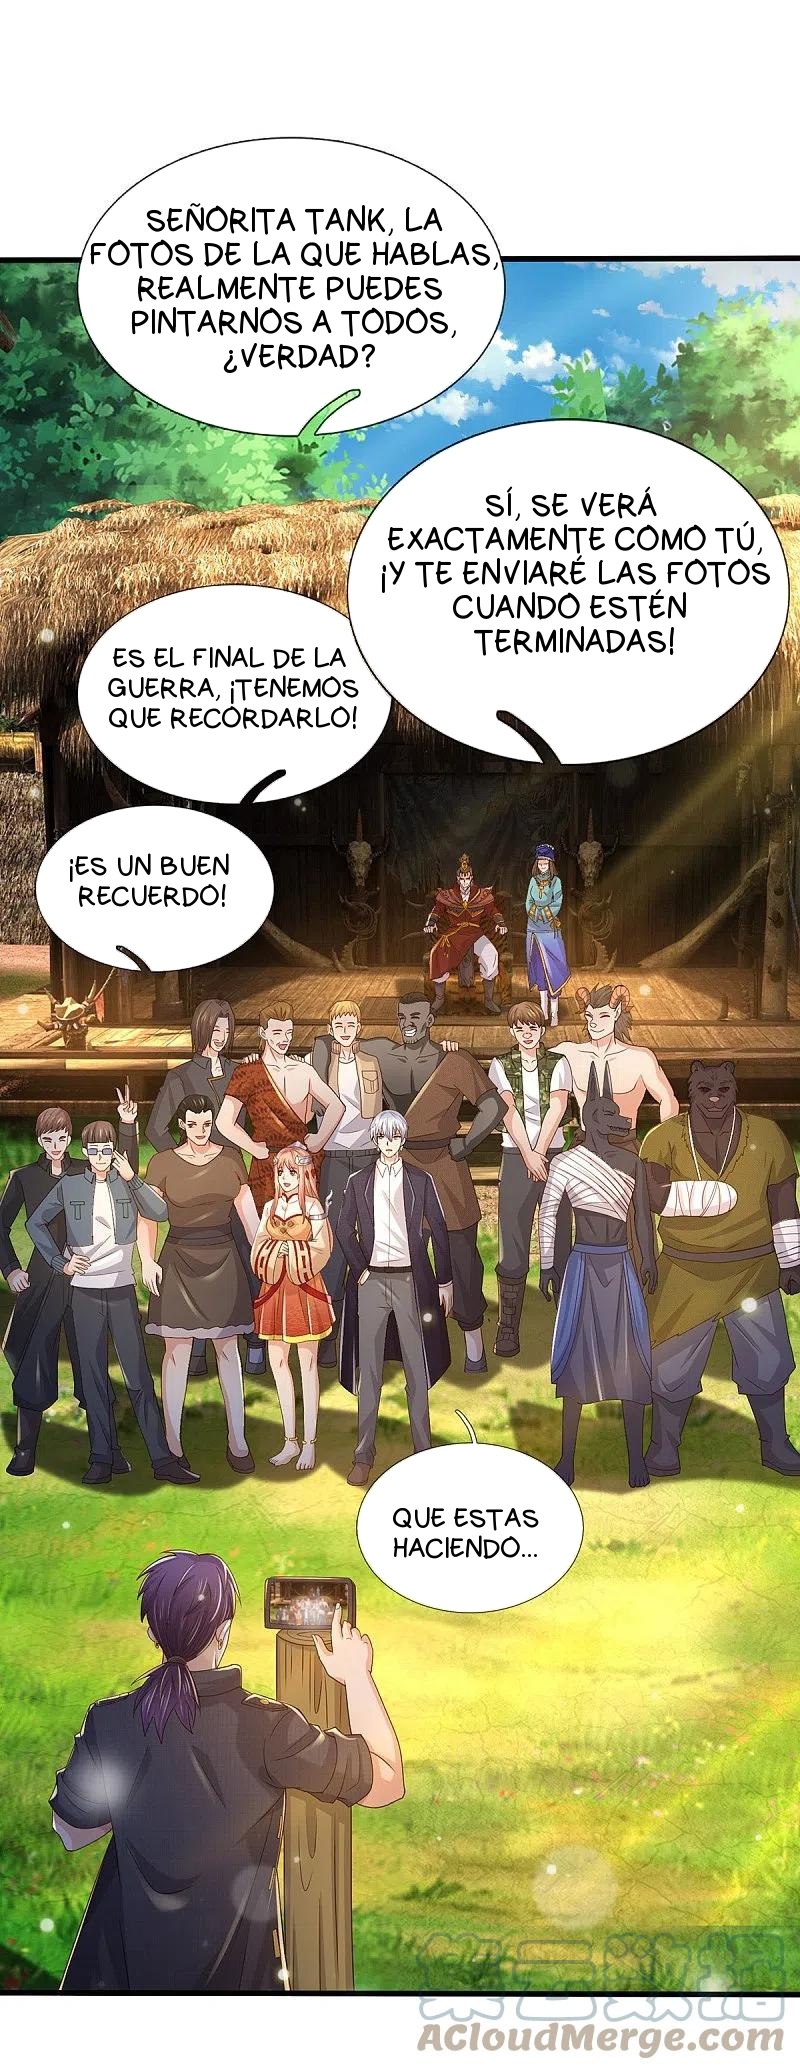 SEÑORITA TANK, LA
FOTOS DE LA QUE HABLAS,
REALMENTE PUEDES
PINTARNOS A TODOS,
¿VERDAD?
SÍ, SE VERÁ
EXACTAMENTE COMO TÚ,
¡Y TE ENVIARÉ LAS FOTOS
CUANDO ESTÉN
TERMINADAS!
ES EL FINAL DE LA
GUERRA, ¡TENEMOS
QUE RECORDARLO!
¡ES UN BUEN
RECUERDO!
QUE ESTAS
HACIENDO...
ACloudMerge.com